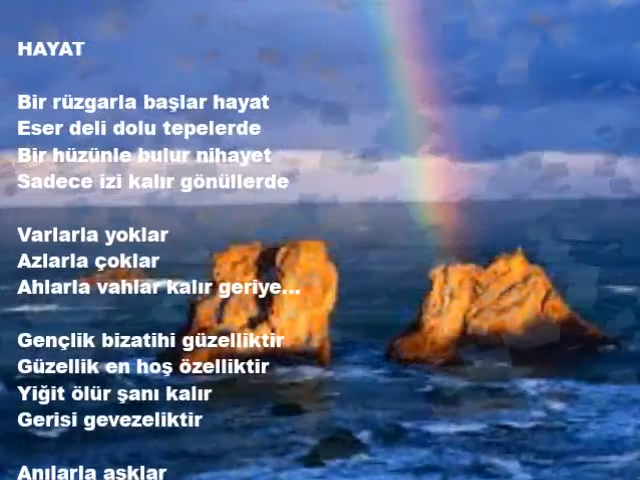 HAYAT
Bir rüzgarla başlar hayat
Eser deli dolu tepelerde
Bir hüzünle bulur nihayet
Sadece izi kalır gönüllerde
Varlarla yoklar
Azlarla çoklar
Ahlarla vahlar kalır geriye...
Gençlik bizatihi güzelliktir
Güzellik en hoş özelliktir
Yiğit ölür şanı kalır
Gerisi gevezeliktir
Anılarla aşklar